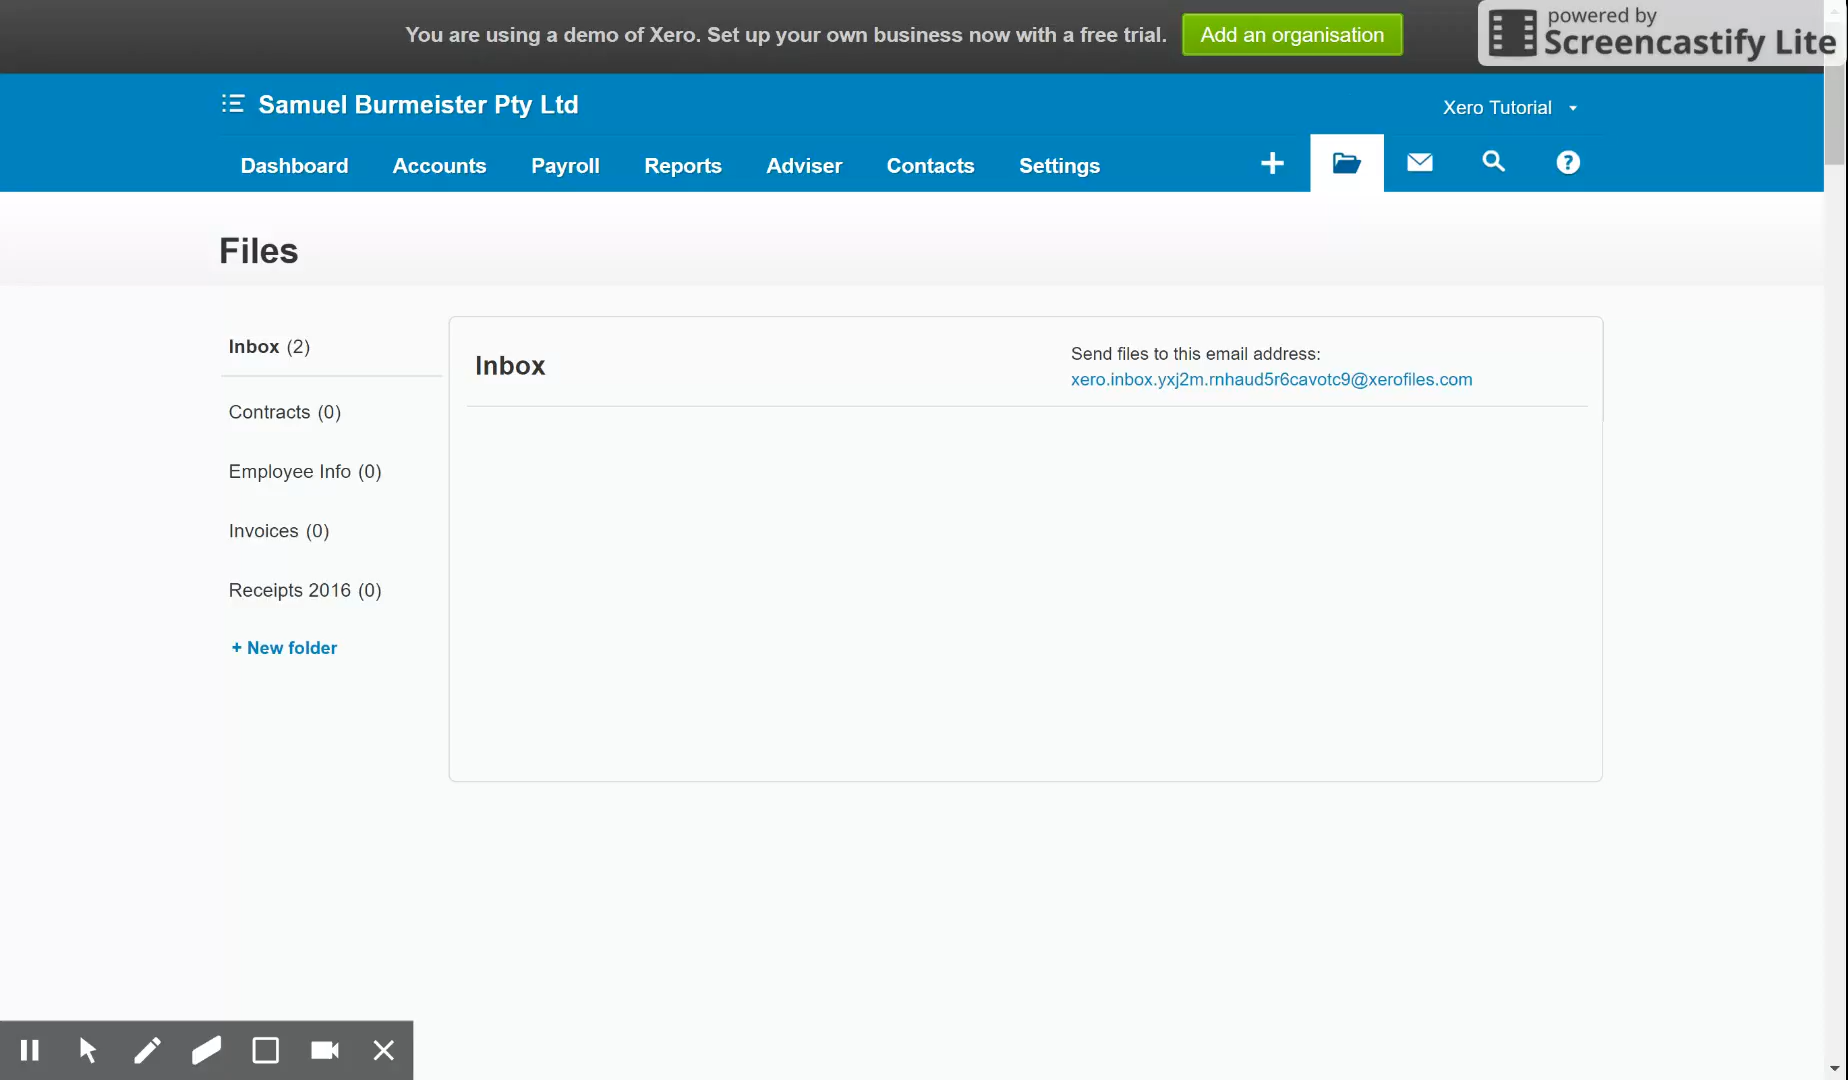 You are using a demo of Xero. Set up your own business now with a free trial.
Add an organisation
powered by
Screencastify Lite
Samuel Burmeister Pty Ltd
Xero Tutorial
Dashboard Accounts Payroll Reports Adviser Contacts Settings
Files
Inbox (2)
Contracts (0)
Employee Info (0)
Invoices (0)
Receipts 2016 (0)
+ New folder
Inbox
Send files to this email address:
xero.inbox.yxj2m.rnhaud5r6cavotc9@xerofiles.com